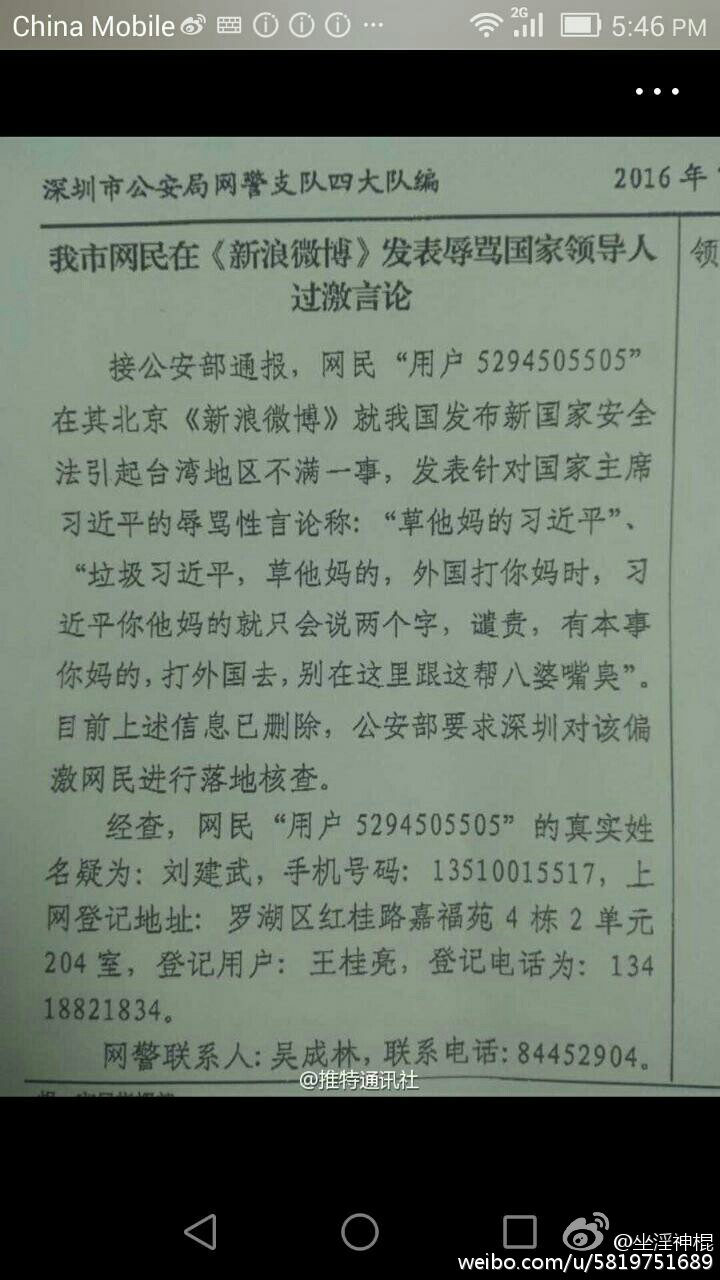 China Mobile 2G 5:46 PM
深圳市公安局网警支队四大队编 2016 年
我市网民在《新浪微博》发表辱骂国家领导人
过激言论
领
接公安部通报，网民“用户 5294505505”
在其北京《新浪微博》就我国发布新国家安全
法引起台湾地区不满一事，发表针对国家主席
习近平的辱骂性言论称：“草他妈的习近平”、
“垃圾习近平，草他妈的，外国打你妈时，习
近平你他妈的就只会说两个字，谴责，有本事
你妈的，打外国去，别在这里跟这帮八婆嘴臭”。
目前上述信息已删除，公安部要求深圳对该偏
激网民进行落地核查。
经查，网民“用户 5294505505”的真实姓
名疑为：刘建武，手机号码：13510015517，上
网登记地址：罗湖区红桂路嘉福苑 4 栋 2 单元
204 室，登记用户：王桂亮，登记电话为：134
18821834。
网警联系人：吴成林，联系电话：84452904。
@推特通讯社
@坐淫神棍
weibo.com/u/5819751689